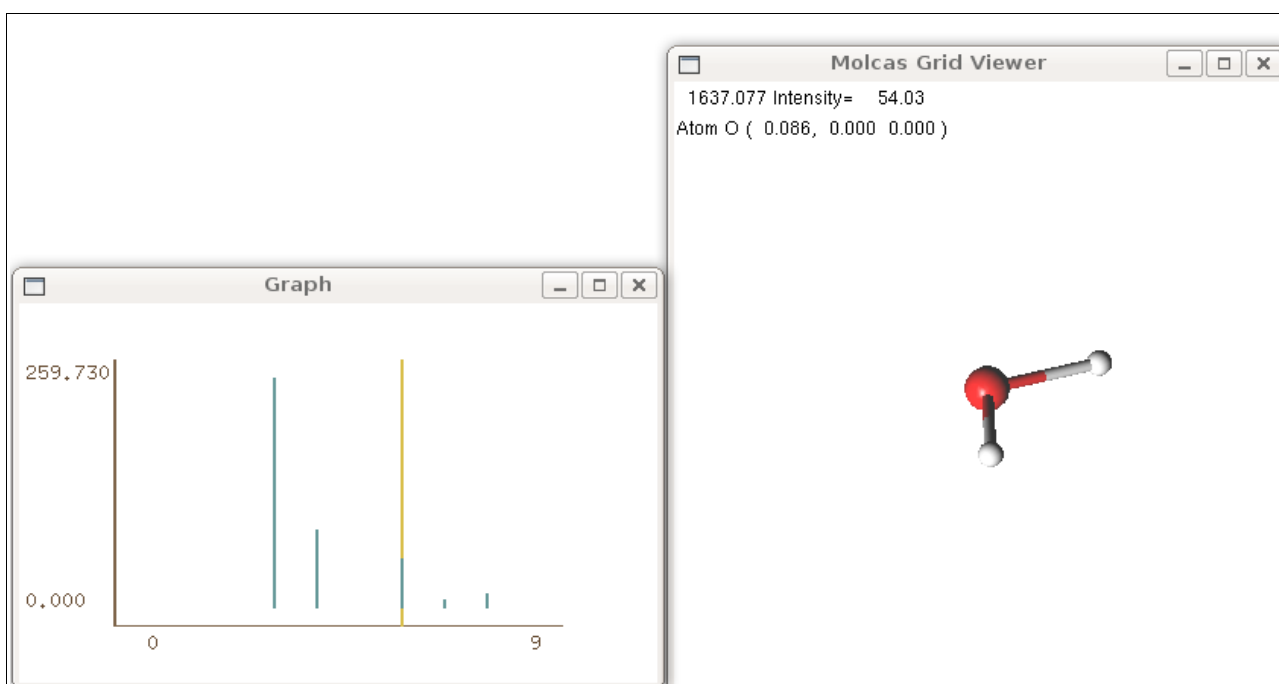 Molcas Grid Viewer
1637.077 Intensity= 54.03
Atom O ( 0.086, 0.000 0.000 )
Graph
259.730
0.000
0 9